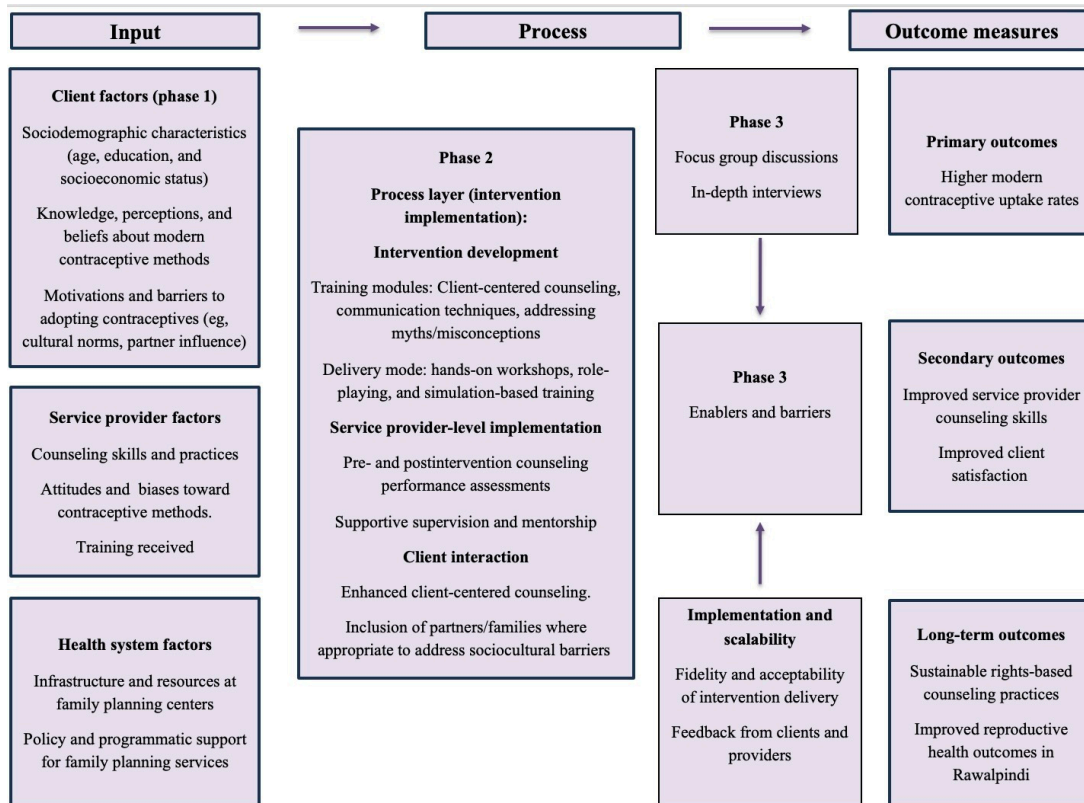 Input
Process
Outcome measures
Client factors (phase 1)
Sociodemographic characteristics
(age, education, and
socioeconomic status)
Knowledge, perceptions, and
beliefs about modern
contraceptive methods
Motivations and barriers to
adopting contraceptives (eg,
cultural norms, partner influence)
Service provider factors
Counseling skills and practices
Attitudes and biases toward
contraceptive methods.
Training received
Health system factors
Infrastructure and resources at
family planning centers
Policy and programmatic support
for family planning services
Phase 2
Process layer (intervention
implementation):
Intervention development
Training modules: Client-centered counseling,
communication techniques, addressing
myths/misconceptions
Delivery mode: hands-on workshops, role-
playing, and simulation-based training
Service provider-level implementation
Pre- and postintervention counseling
performance assessments
Supportive supervision and mentorship
Client interaction
Enhanced client-centered counseling.
Inclusion of partners/families where
appropriate to address sociocultural barriers
Phase 3
Focus group discussions
In-depth interviews
Phase 3
Enablers and barriers
Implementation and
scalability
Fidelity and acceptability
of intervention delivery
Feedback from clients and
providers
Primary outcomes
Higher modern
contraceptive uptake rates
Secondary outcomes
Improved service provider
counseling skills
Improved client
satisfaction
Long-term outcomes
Sustainable rights-based
counseling practices
Improved reproductive
health outcomes in
Rawalpindi